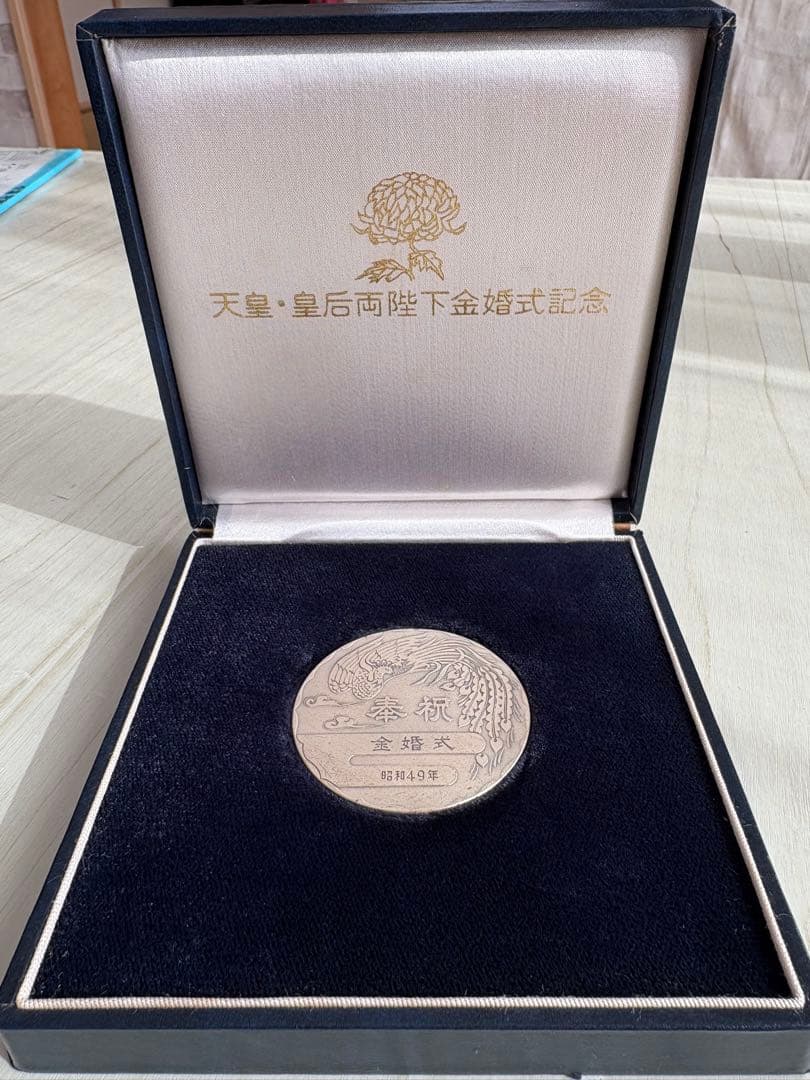 天皇・皇后両陛下金婚式記念
奉祝
金婚式
昭和49年